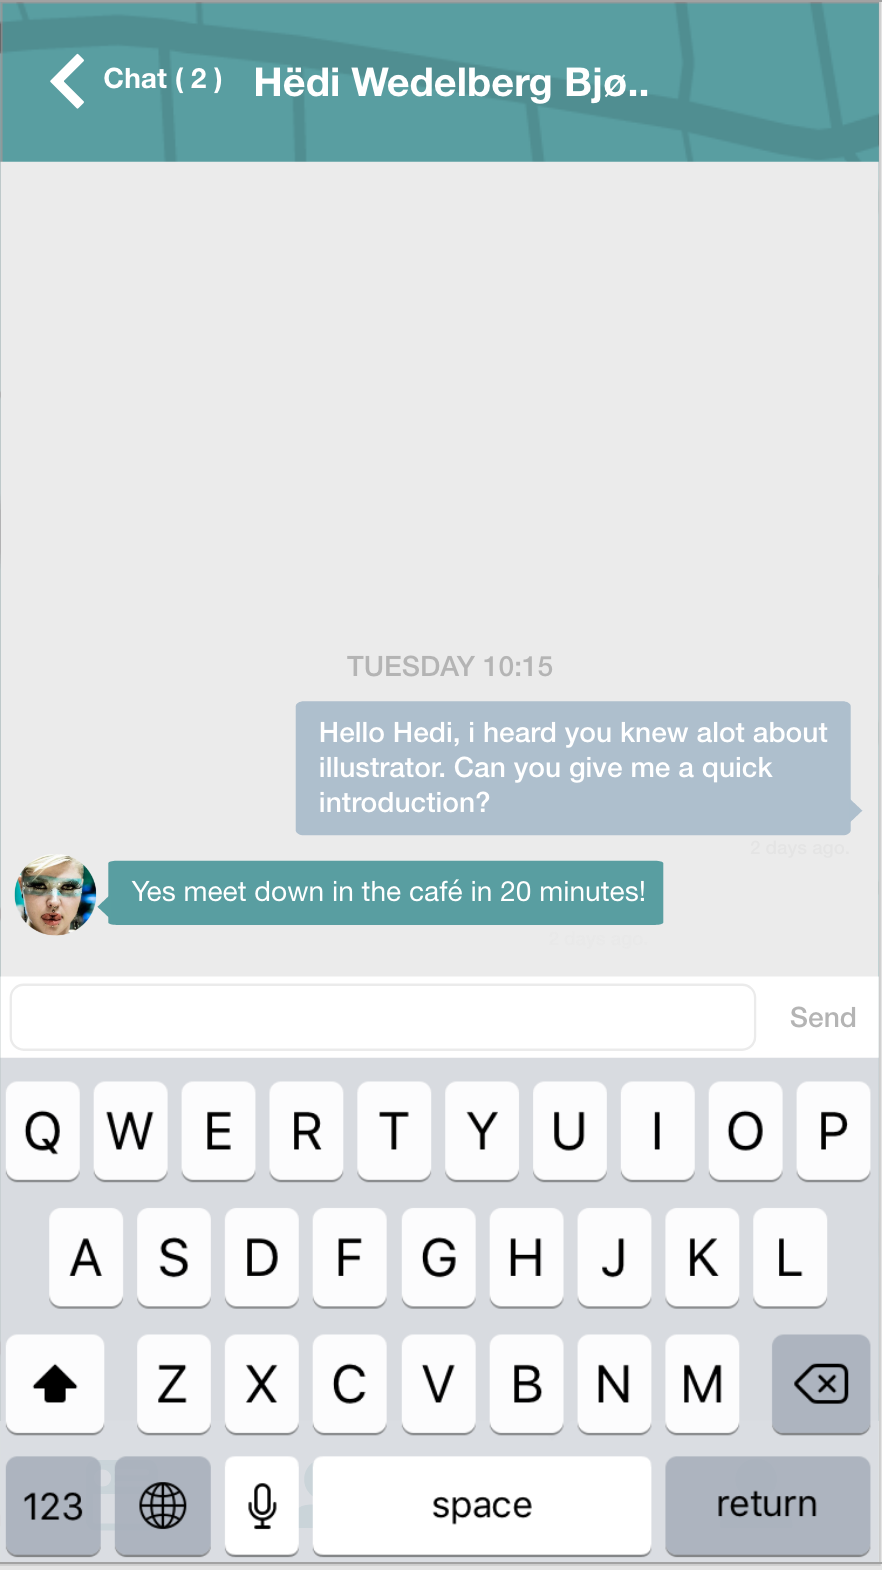 Chat ( 2 ) Hëdi Wedelberg Bjø..
TUESDAY 10:15
Hello Hedi, i heard you knew alot about
illustrator. Can you give me a quick
introduction?
2 days ago.
Yes meet down in the café in 20 minutes!
Send
Q W E R T Y U I O P
A S D F G H J K L
Z X C V B N M
123 space return